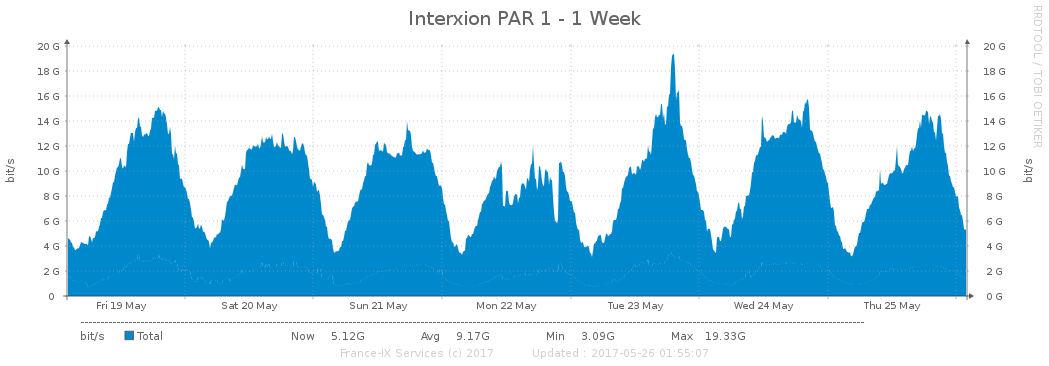 Interxion PAR 1 - 1 Week
RRDTOOL / TOBI OETIKER
20 G 20 G
18 G 18 G
16 G 16 G
14 G 14 G
12 G 12 G
10 G 10 G
8 G 8 G
6 G 6 G
4 G 4 G
2 G 2 G
0 0 G
bit/s
bit/s
Fri 19 May Sat 20 May Sun 21 May Mon 22 May Tue 23 May Wed 24 May Thu 25 May
bit/s Total Now 5.12G Avg 9.17G Min 3.09G Max 19.33G
France-IX Services (c) 2017 Updated : 2017-05-26 01:55:07